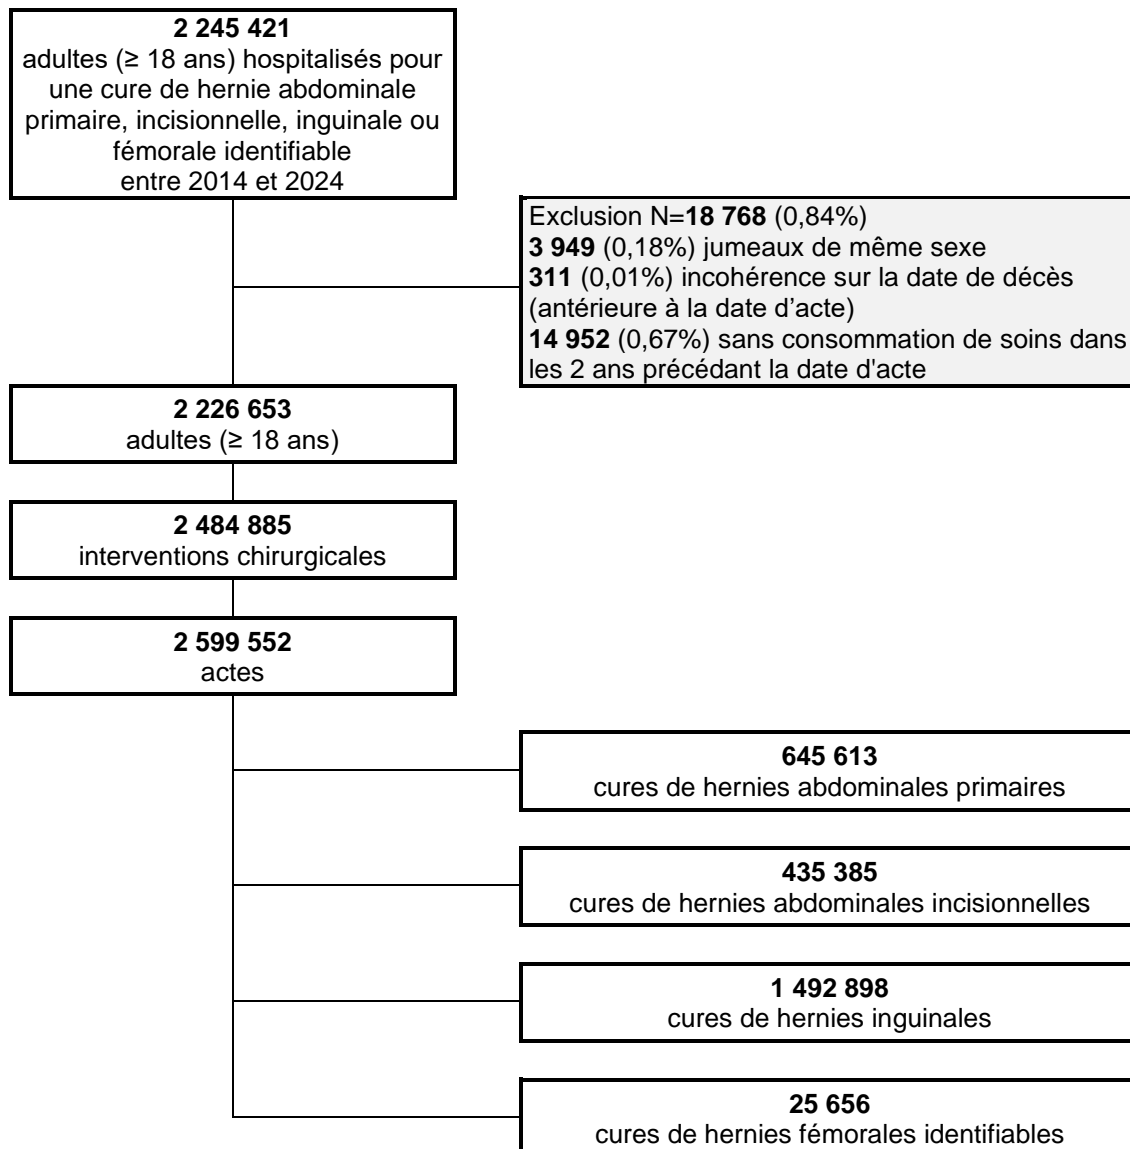 2 245 421
adultes (≥ 18 ans) hospitalisés pour
une cure de hernie abdominale
primaire, incisionnelle, inguinale ou
fémorale identifiable
entre 2014 et 2024
Exclusion N=18 768 (0,84%)
3 949 (0,18%) jumeaux de même sexe
311 (0,01%) incohérence sur la date de décès
(antérieure à la date d’acte)
14 952 (0,67%) sans consommation de soins dans
les 2 ans précédant la date d'acte
2 226 653
adultes (≥ 18 ans)
2 484 885
interventions chirurgicales
2 599 552
actes
645 613
cures de hernies abdominales primaires
435 385
cures de hernies abdominales incisionnelles
1 492 898
cures de hernies inguinales
25 656
cures de hernies fémorales identifiables